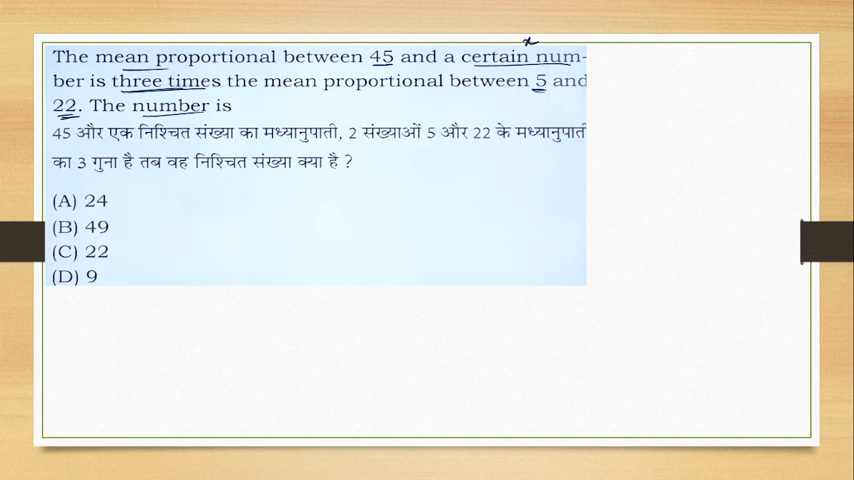 x
The mean proportional between 45 and a certain num-
ber is three times the mean proportional between 5 and
22. The number is
45 और एक निश्चित संख्या का मध्यानुपाती, 2 संख्याओं 5 और 22 के मध्यानुपाती
का 3 गुना है तब वह निश्चित संख्या क्या है ?
(A) 24
(B) 49
(C) 22
(D) 9